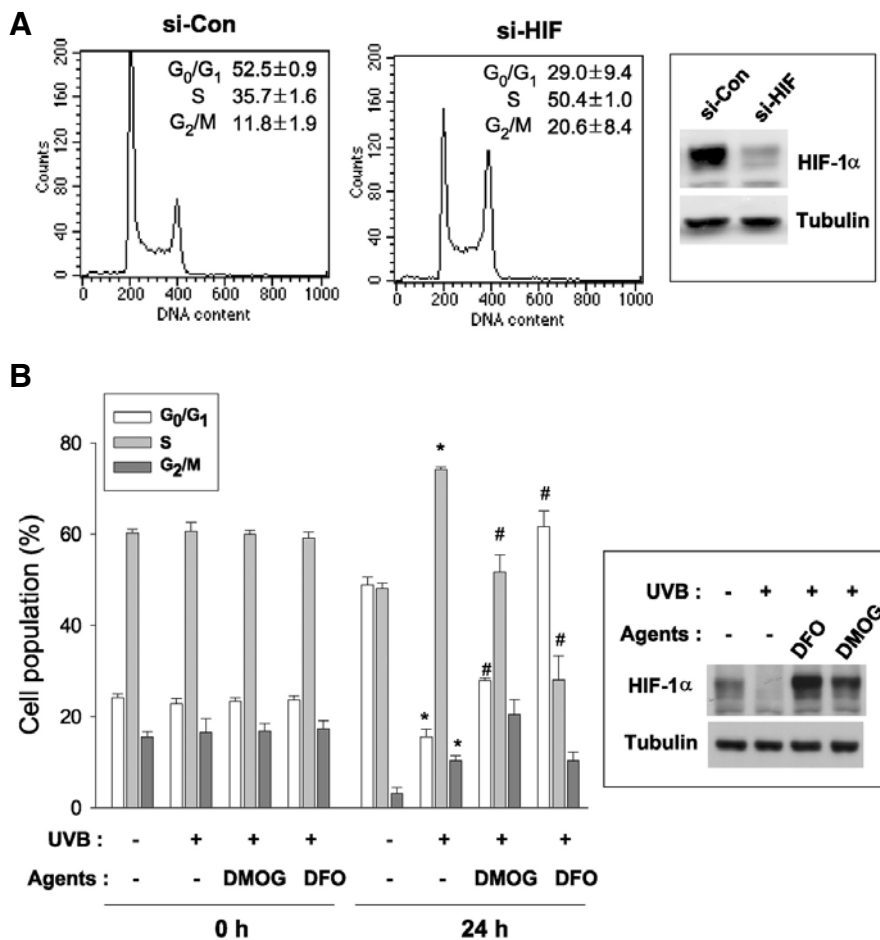 A
si-Con
G0/G1 52.5±0.9
S 35.7±1.6
G2/M 11.8±1.9
Counts
200
160
120
80
40
0
0 200 400 600 800 1000
DNA content
si-HIF
G0/G1 29.0±9.4
S 50.4±1.0
G2/M 20.6±8.4
Counts
200
160
120
80
40
0
0 200 400 600 800 1000
DNA content
si-Con si-HIF
HIF-1α
Tubulin
B
G0/G1
S
G2/M
Cell population (%)
80
60
40
20
0
* * *
# # # #
UVB : - + + + - + + +
Agents : - - DMOG DFO - - DMOG DFO
0 h 24 h
UVB : - + + +
Agents : - - DFO DMOG
HIF-1α
Tubulin